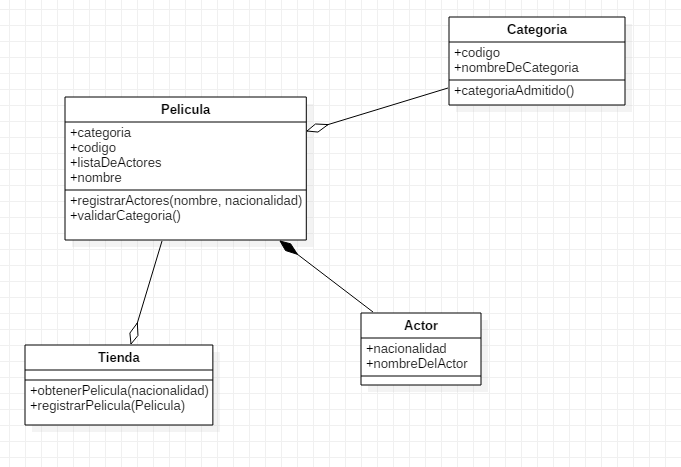 Categoria
+codigo
+nombreDeCategoria
+categoriaAdmitido()
Pelicula
+categoria
+codigo
+listaDeActores
+nombre
+registrarActores(nombre, nacionalidad)
+validarCategoria()
Actor
+nacionalidad
+nombreDelActor
Tienda
+obtenerPelicula(nacionalidad)
+registrarPelicula(Pelicula)